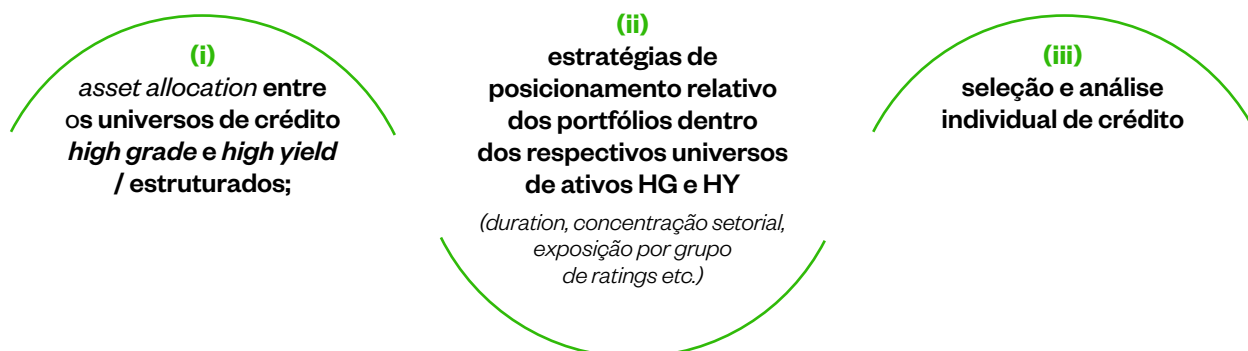 (i)
asset allocation entre
os universos de crédito
high grade e high yield
/ estruturados;
(ii)
estratégias de
posicionamento relativo
dos portfólios dentro
dos respectivos universos
de ativos HG e HY
(duration, concentração setorial,
exposição por grupo
de ratings etc.)
(iii)
seleção e análise
individual de crédito